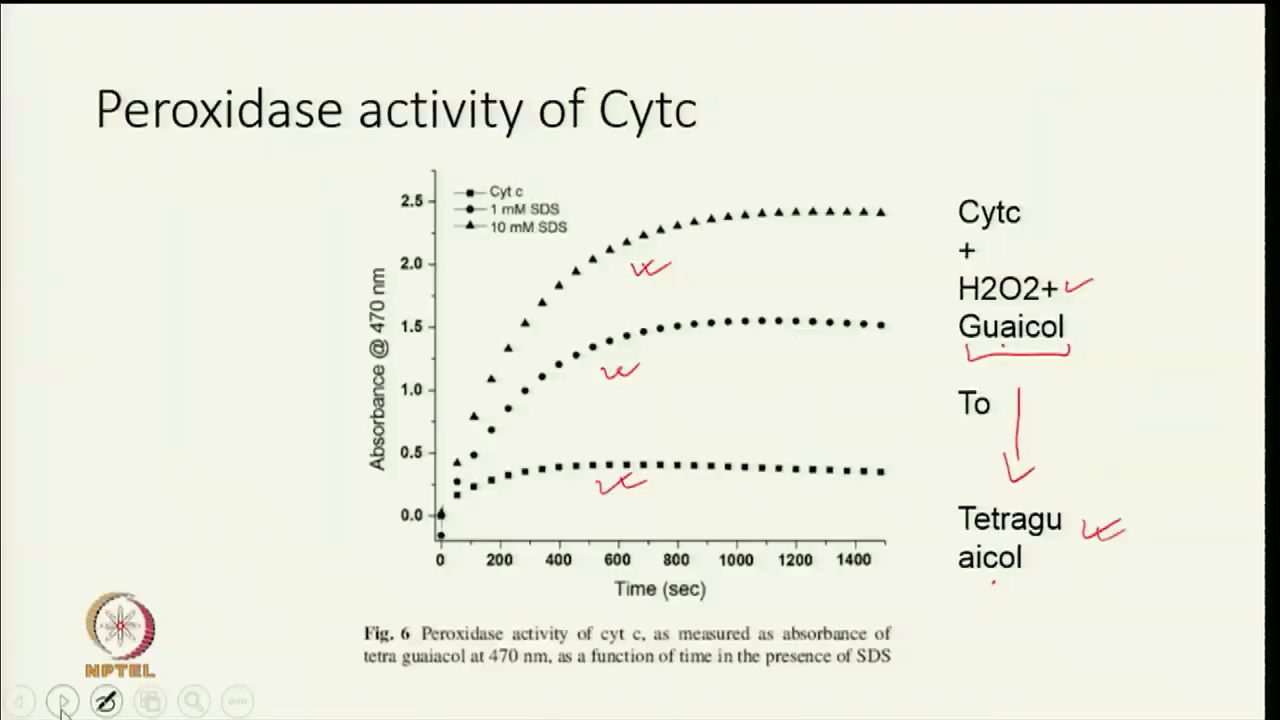 Peroxidase activity of Cytc
Cyt c
1 mM SDS
10 mM SDS
2.5
2.0
1.5
1.0
0.5
0.0
Absorbance @ 470 nm
0 200 400 600 800 1000 1200 1400
Time (sec)
Fig. 6 Peroxidase activity of cyt c, as measured as absorbance of
tetra guaiacol at 470 nm, as a function of time in the presence of SDS
Cytc
+
H2O2+
Guaicol
To
Tetragu
aicol
NPTEL